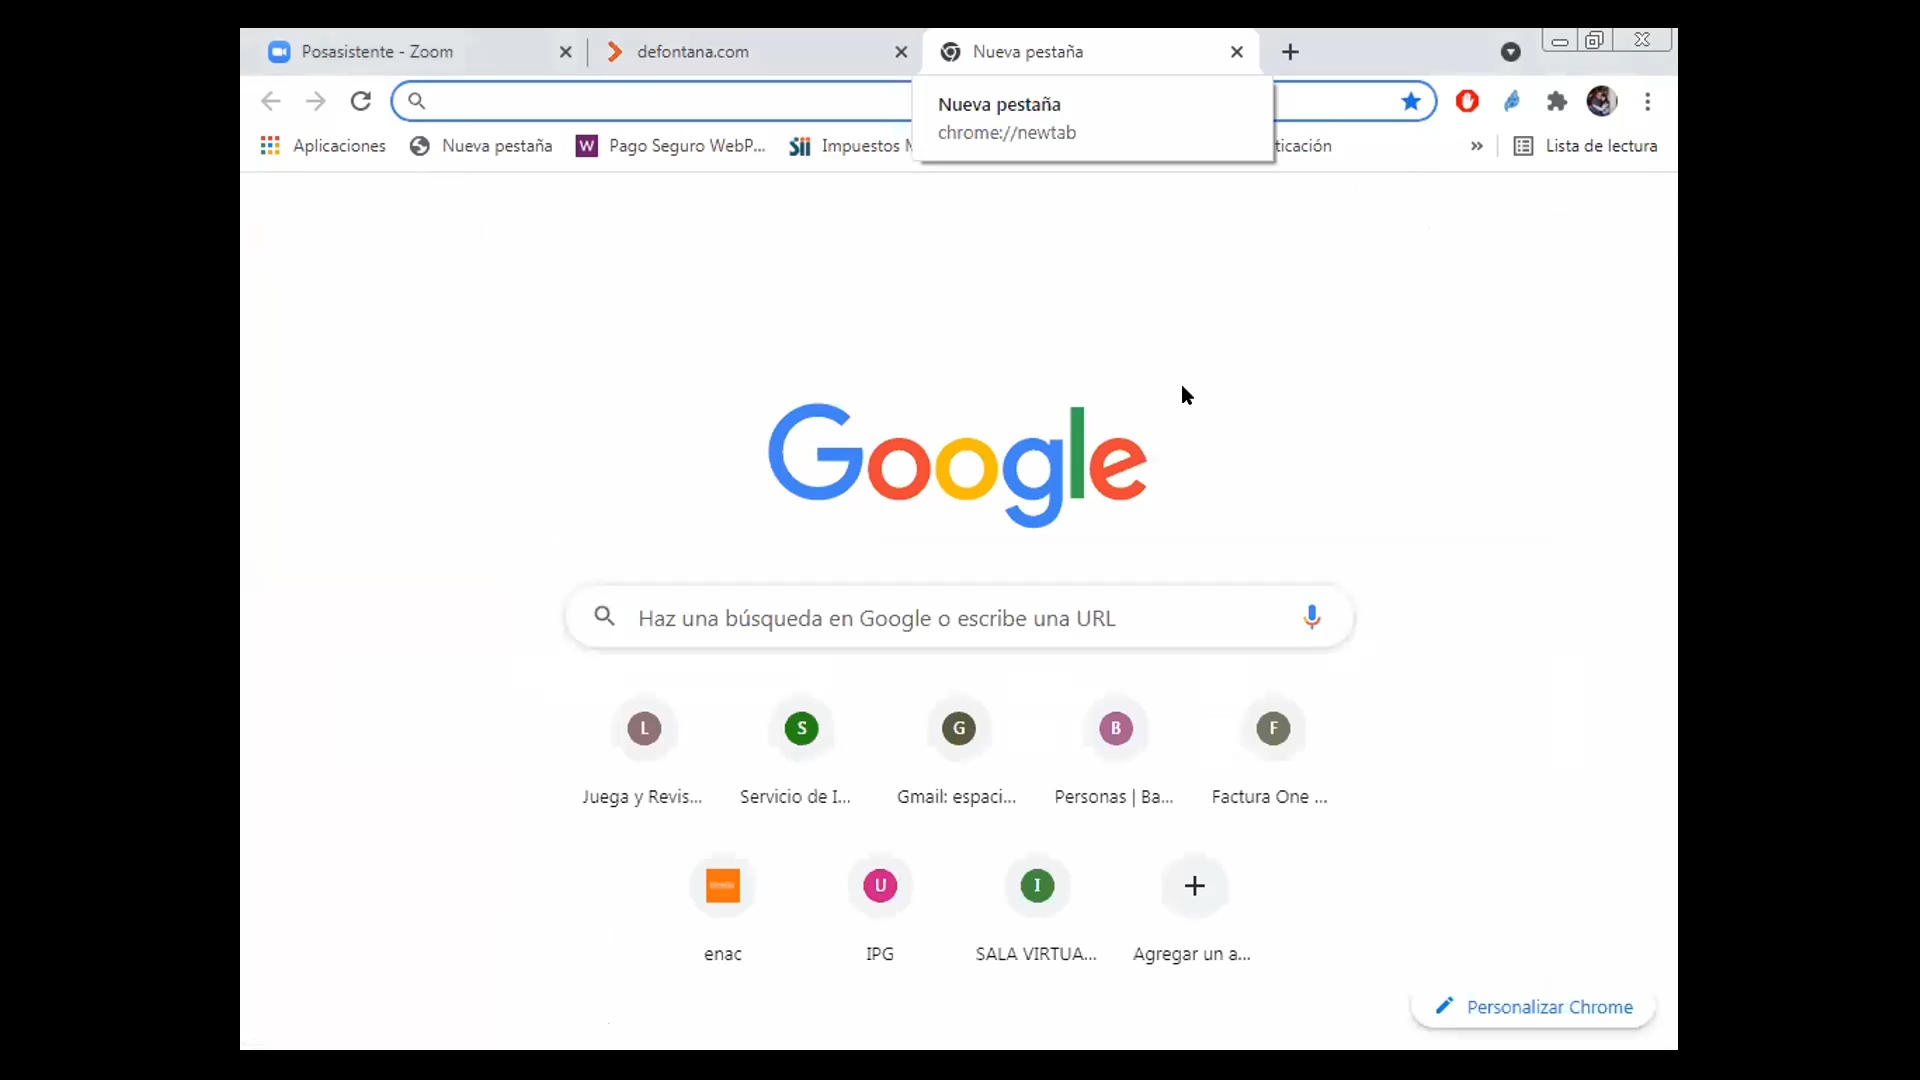 Posasistente - Zoom
defontana.com
Nueva pestaña
Nueva pestaña
chrome://newtab
Aplicaciones
Nueva pestaña
W
Pago Seguro WebP...
Sii
Impuestos
ticación
»
Lista de lectura
Google
Haz una búsqueda en Google o escribe una URL
L
S
G
B
F
Juega y Revis...
Servicio de I...
Gmail: espaci...
Personas | Ba...
Factura One ...
U
I
enac
IPG
SALA VIRTUA...
Agregar un a...
Personalizar Chrome